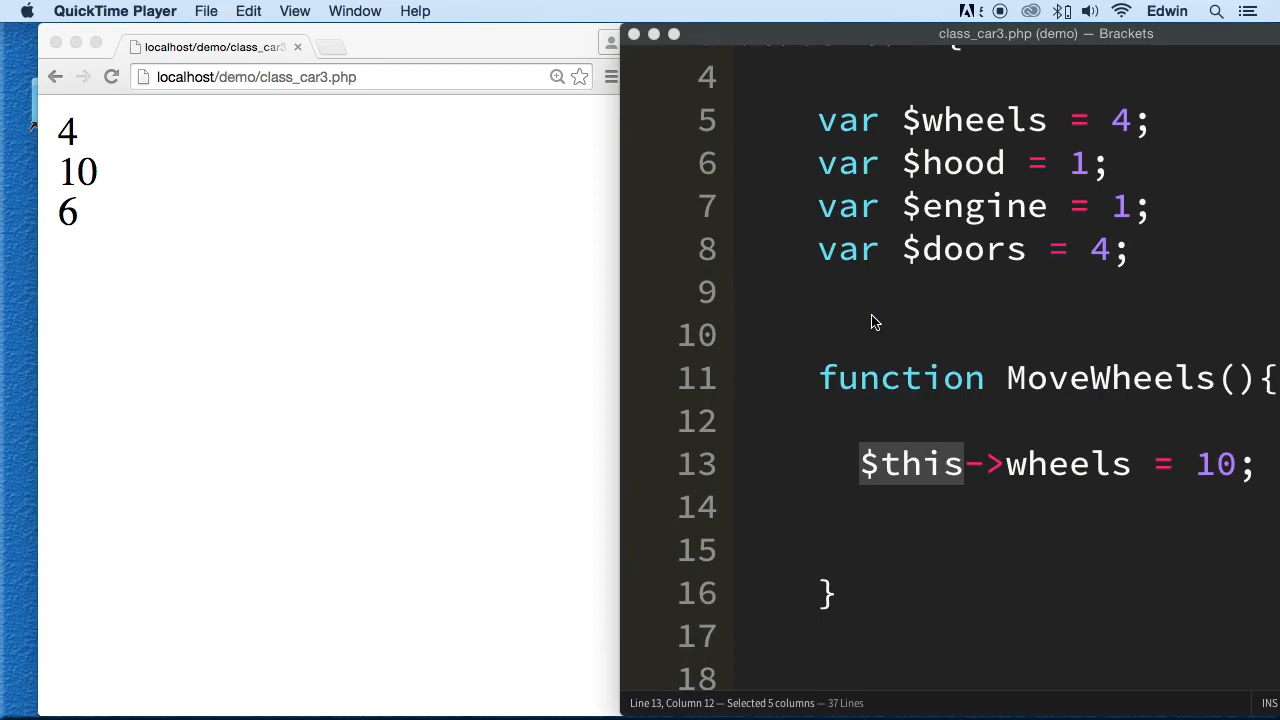 QuickTime Player File Edit View Window Help Edwin
localhost/demo/class_car3
localhost/demo/class_car3.php
4
10
6
class_car3.php (demo) — Brackets
4
5 var $wheels = 4;
6 var $hood = 1;
7 var $engine = 1;
8 var $doors = 4;
9
10
11 function MoveWheels(){
12
13 $this->wheels = 10;
14
15
16 }
17
18
Line 13, Column 12 — Selected 5 columns — 37 Lines
INS